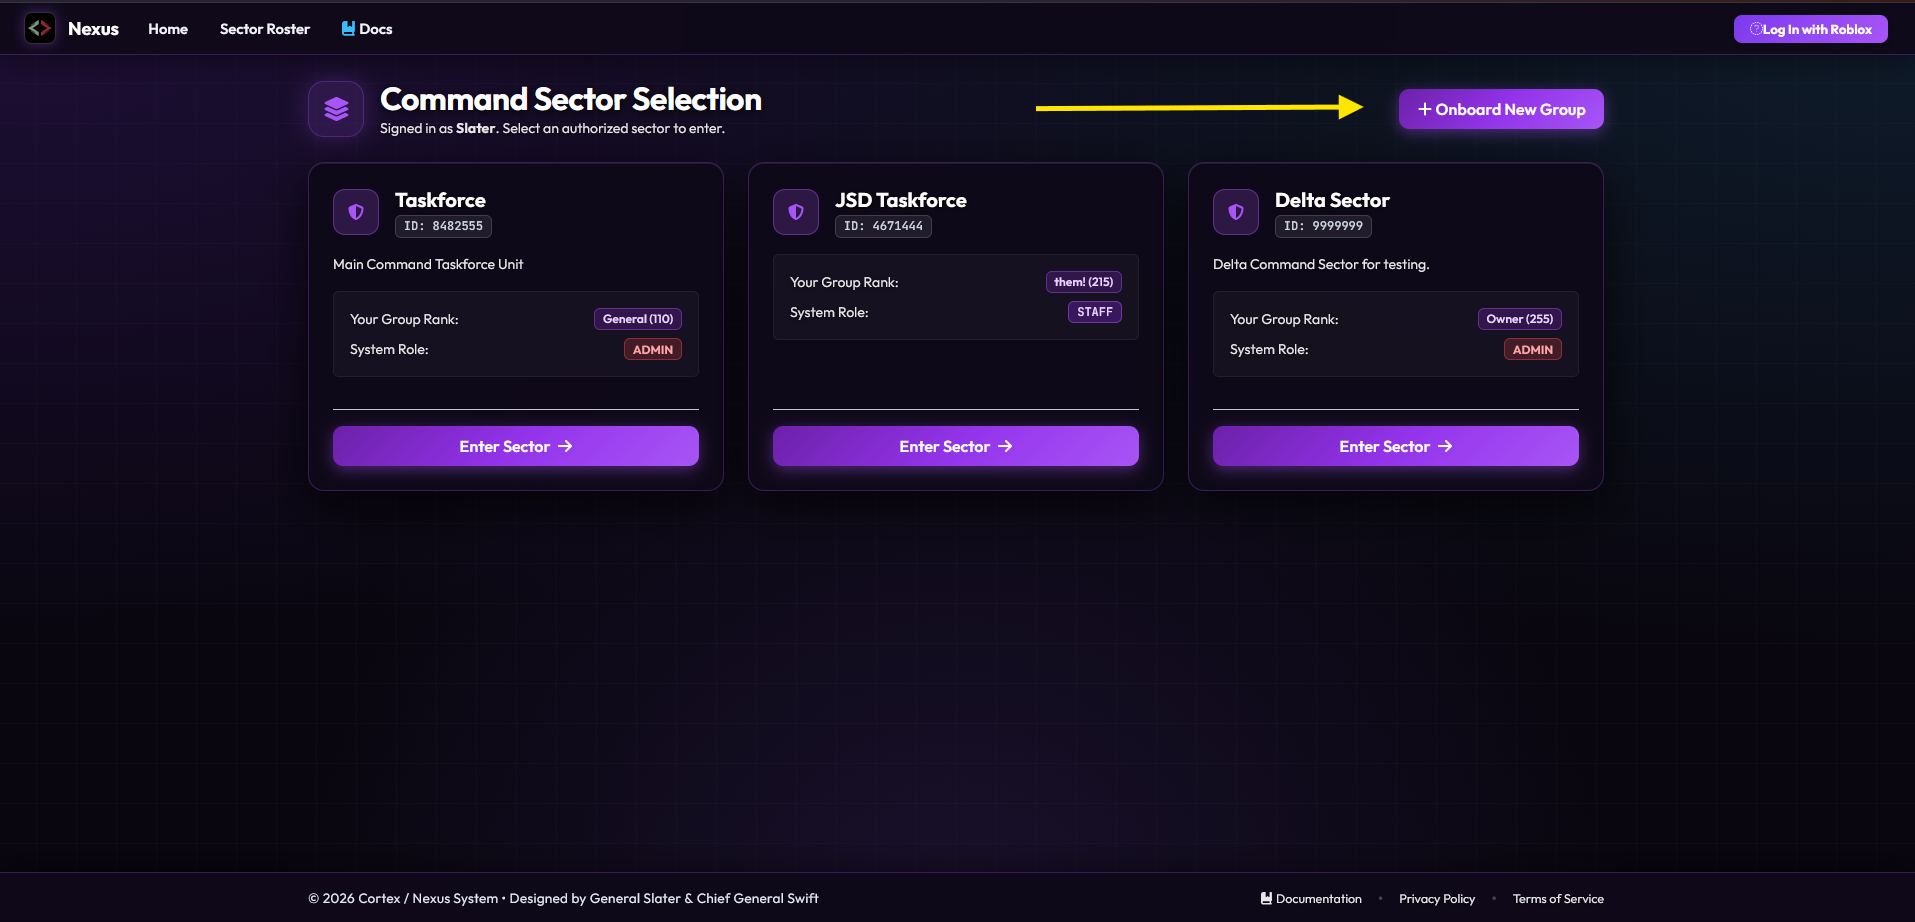 Nexus
Home
Sector Roster
Docs
Log In with Roblox
Command Sector Selection
Signed in as Slater. Select an authorized sector to enter.
+ Onboard New Group
Taskforce
ID: 8482555
Main Command Taskforce Unit
Your Group Rank: General (110)
System Role: ADMIN
Enter Sector →
JSD Taskforce
ID: 4671444
Your Group Rank: them! (215)
System Role: STAFF
Enter Sector →
Delta Sector
ID: 9999999
Delta Command Sector for testing.
Your Group Rank: Owner (255)
System Role: ADMIN
Enter Sector →
© 2026 Cortex / Nexus System • Designed by General Slater & Chief General Swift
Documentation • Privacy Policy • Terms of Service